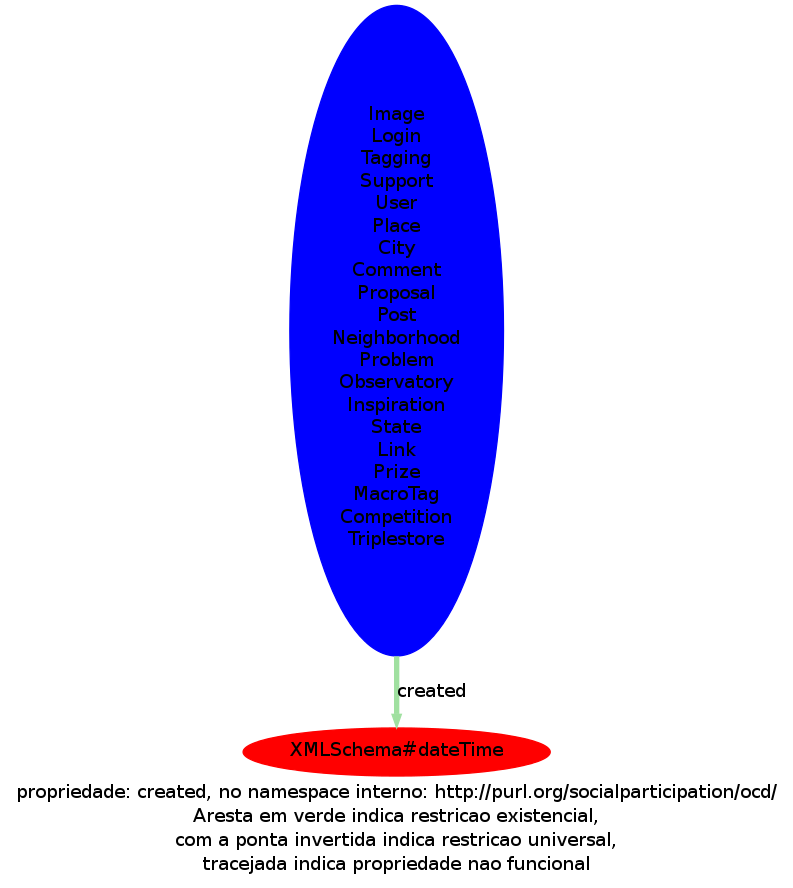 Image
Login
Tagging
Support
User
Place
City
Comment
Proposal
Post
Neighborhood
Problem
Observatory
Inspiration
State
Link
Prize
MacroTag
Competition
Triplestore
created
XMLSchema#dateTime
propriedade: created, no namespace interno: http://purl.org/socialparticipation/ocd/
Aresta em verde indica restricao existencial,
com a ponta invertida indica restricao universal,
tracejada indica propriedade nao funcional